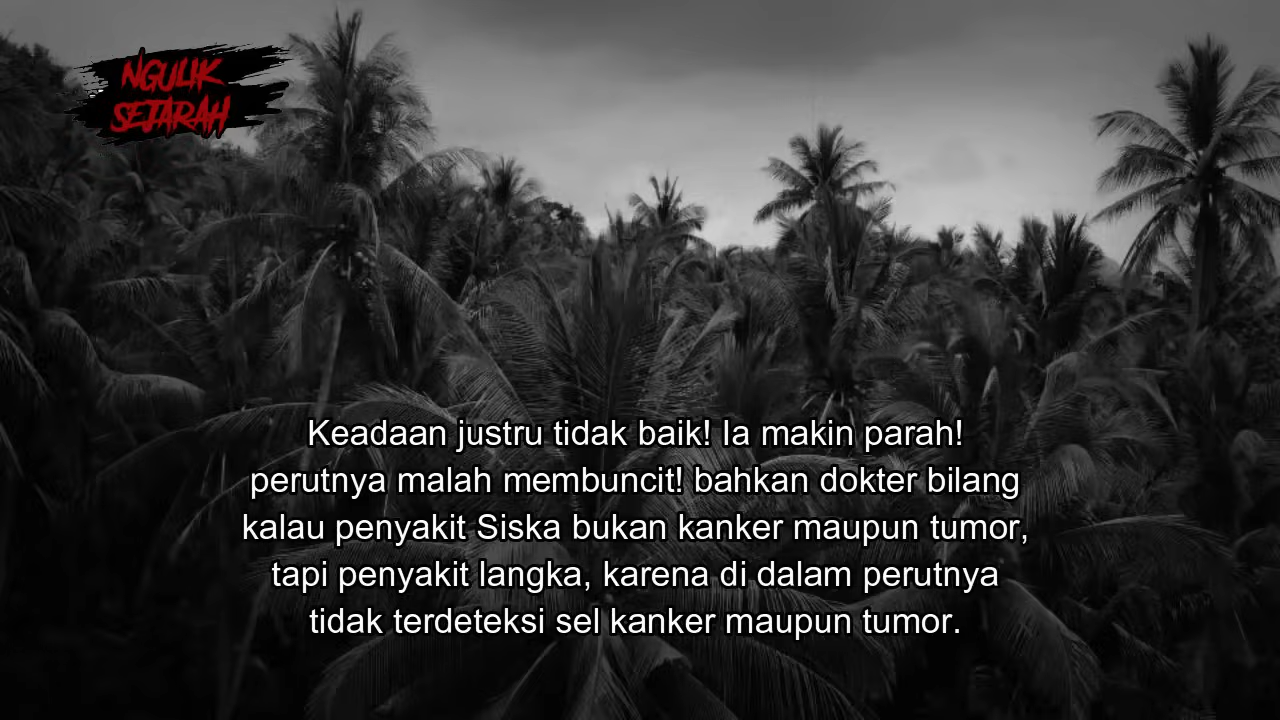 NGULIK
SEJARAH
Keadaan justru tidak baik! Ia makin parah!
perutnya malah membuncit! bahkan dokter bilang
kalau penyakit Siska bukan kanker maupun tumor,
tapi penyakit langka, karena di dalam perutnya
tidak terdeteksi sel kanker maupun tumor.